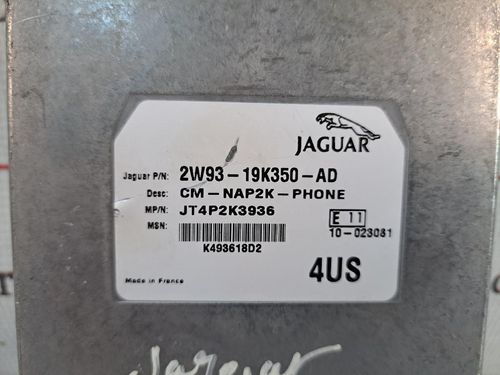 JAGUAR
Jaguar P/N: 2W93-19K350-AD
Desc: CM-NAP2K-PHONE
MP/N: JT4P2K3936
E 11
MSN:
10-023081
K493618D2
Made in France
4US
Jaguar